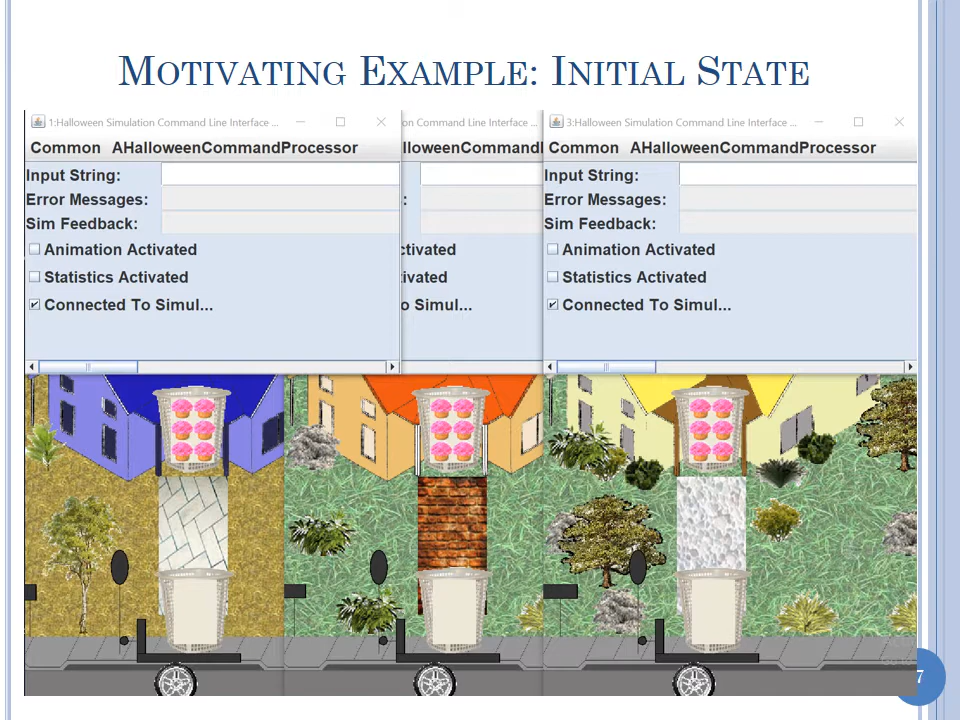 MOTIVATING EXAMPLE: INITIAL STATE
1:Halloween Simulation Command Line Interface ...
on Command Line Interface ...
3:Halloween Simulation Command Line Interface ...
Common AHalloweenCommandProcessor
lloweenCommandI
Common AHalloweenCommandProcessor
Input String:
Input String:
Error Messages:
:
Error Messages:
Sim Feedback:
Sim Feedback:
Animation Activated
ctivated
Animation Activated
Statistics Activated
ivated
Statistics Activated
Connected To Simul...
o Simul...
Connected To Simul...
7